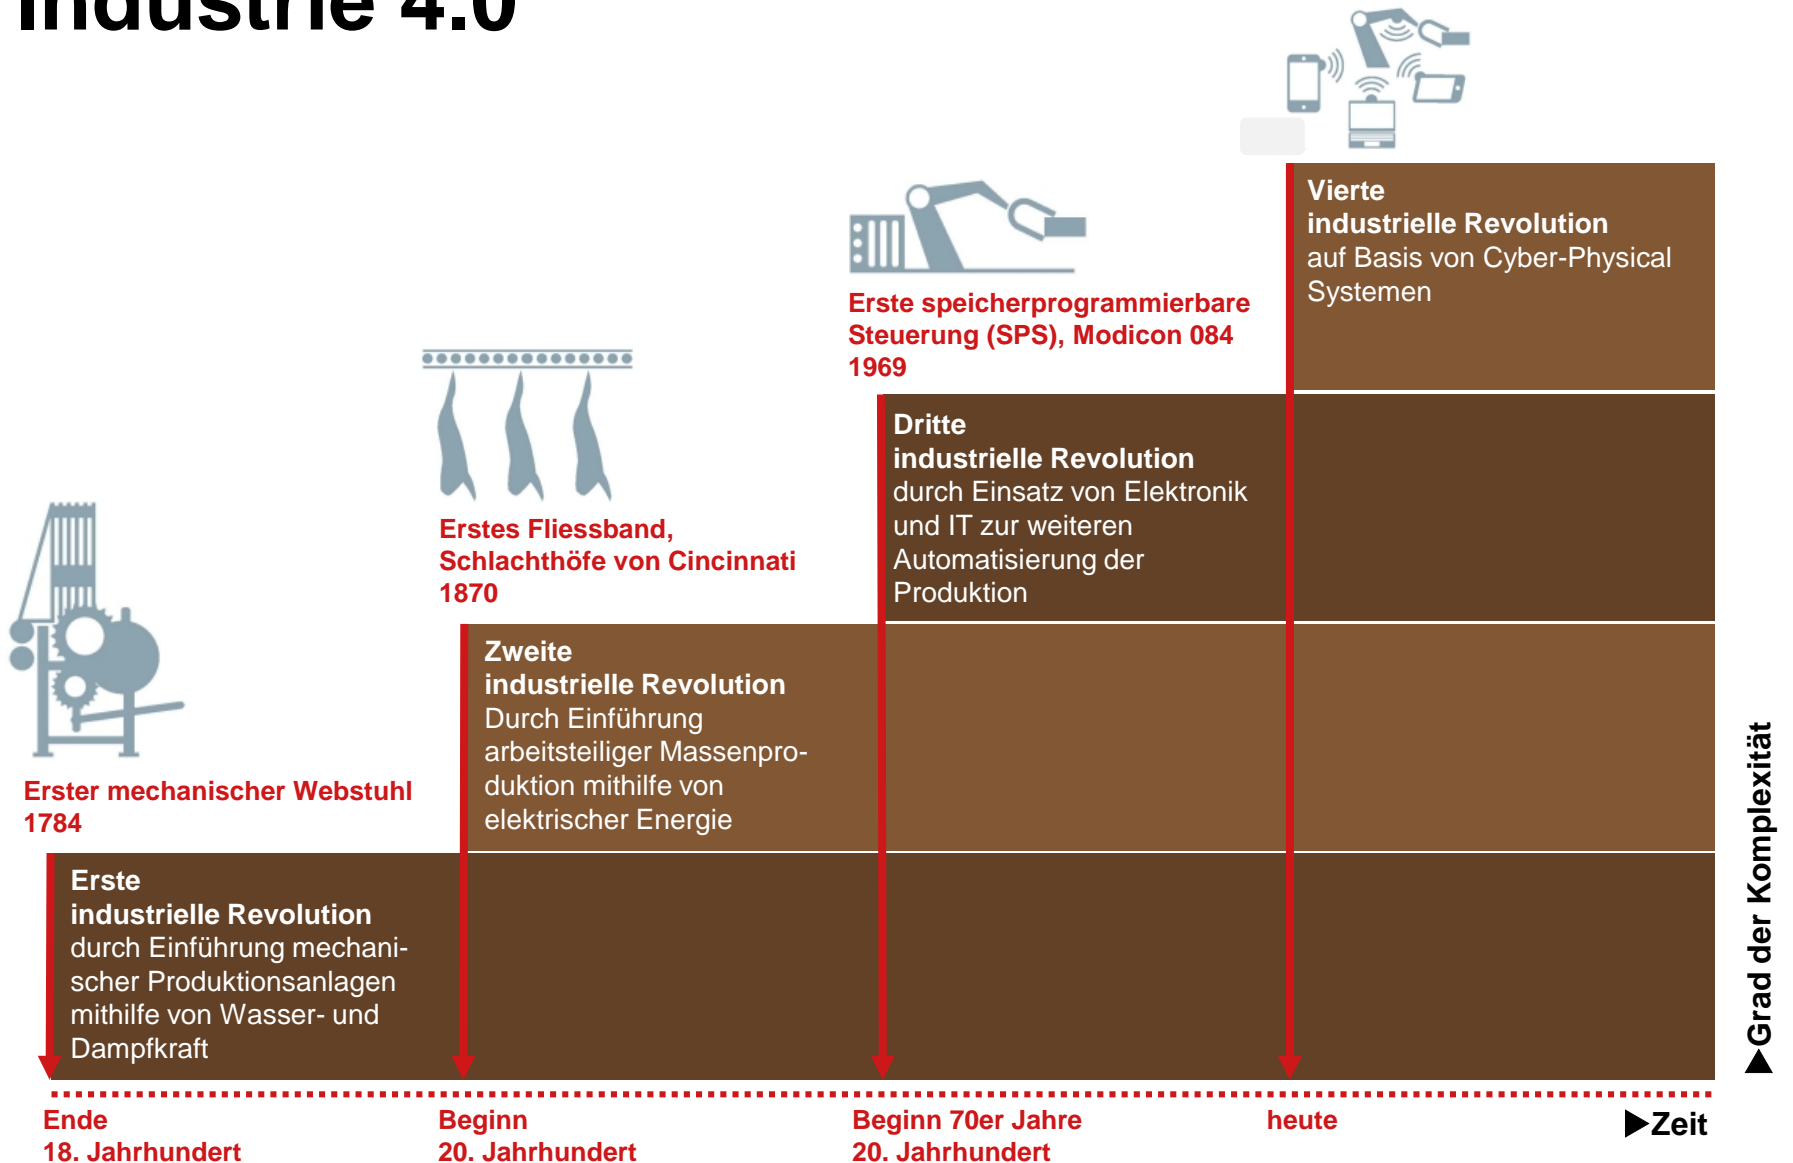 Industrie 4.0
Vierte
industrielle Revolution
auf Basis von Cyber-Physical
Systemen
Erste speicherprogrammierbare
Steuerung (SPS), Modicon 084
1969
Dritte
industrielle Revolution
durch Einsatz von Elektronik
und IT zur weiteren
Automatisierung der
Produktion
Erstes Fliessband,
Schlachthöfe von Cincinnati
1870
Zweite
industrielle Revolution
Durch Einführung
arbeitsteiliger Massenpro-
duktion mithilfe von
elektrischer Energie
Erster mechanischer Webstuhl
1784
Erste
industrielle Revolution
durch Einführung mechani-
scher Produktionsanlagen
mithilfe von Wasser- und
Dampfkraft
Grad der Komplexität
Ende
18. Jahrhundert
Beginn
20. Jahrhundert
Beginn 70er Jahre
20. Jahrhundert
heute
Zeit